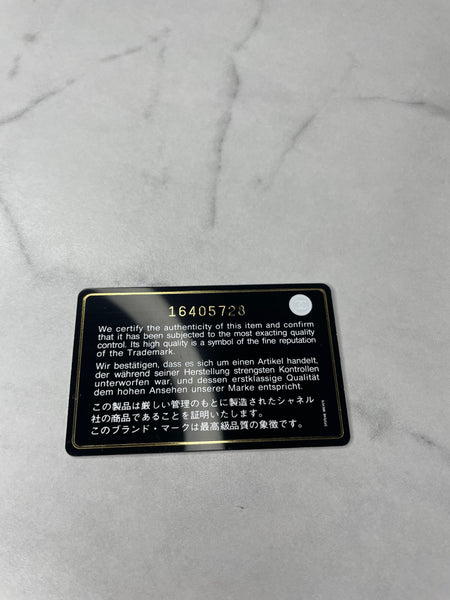 16405728
We certify the authenticity of this item and confirm
that it has been subjected to the most exacting quality
control. Its high quality is a symbol of the fine reputation
of the Trademark.
Wir bestätigen, dass es sich um einen Artikel handelt,
der während seiner Herstellung strengsten Kontrollen
unterworfen war, und dessen erstklassige Qualität
dem hohen Ansehen unserer Marke entspricht.
この製品は厳しい管理のもとに製造されたシャネル
社の商品であることを証明いたします。
このブランド・マークは最高級品質の象徴です。